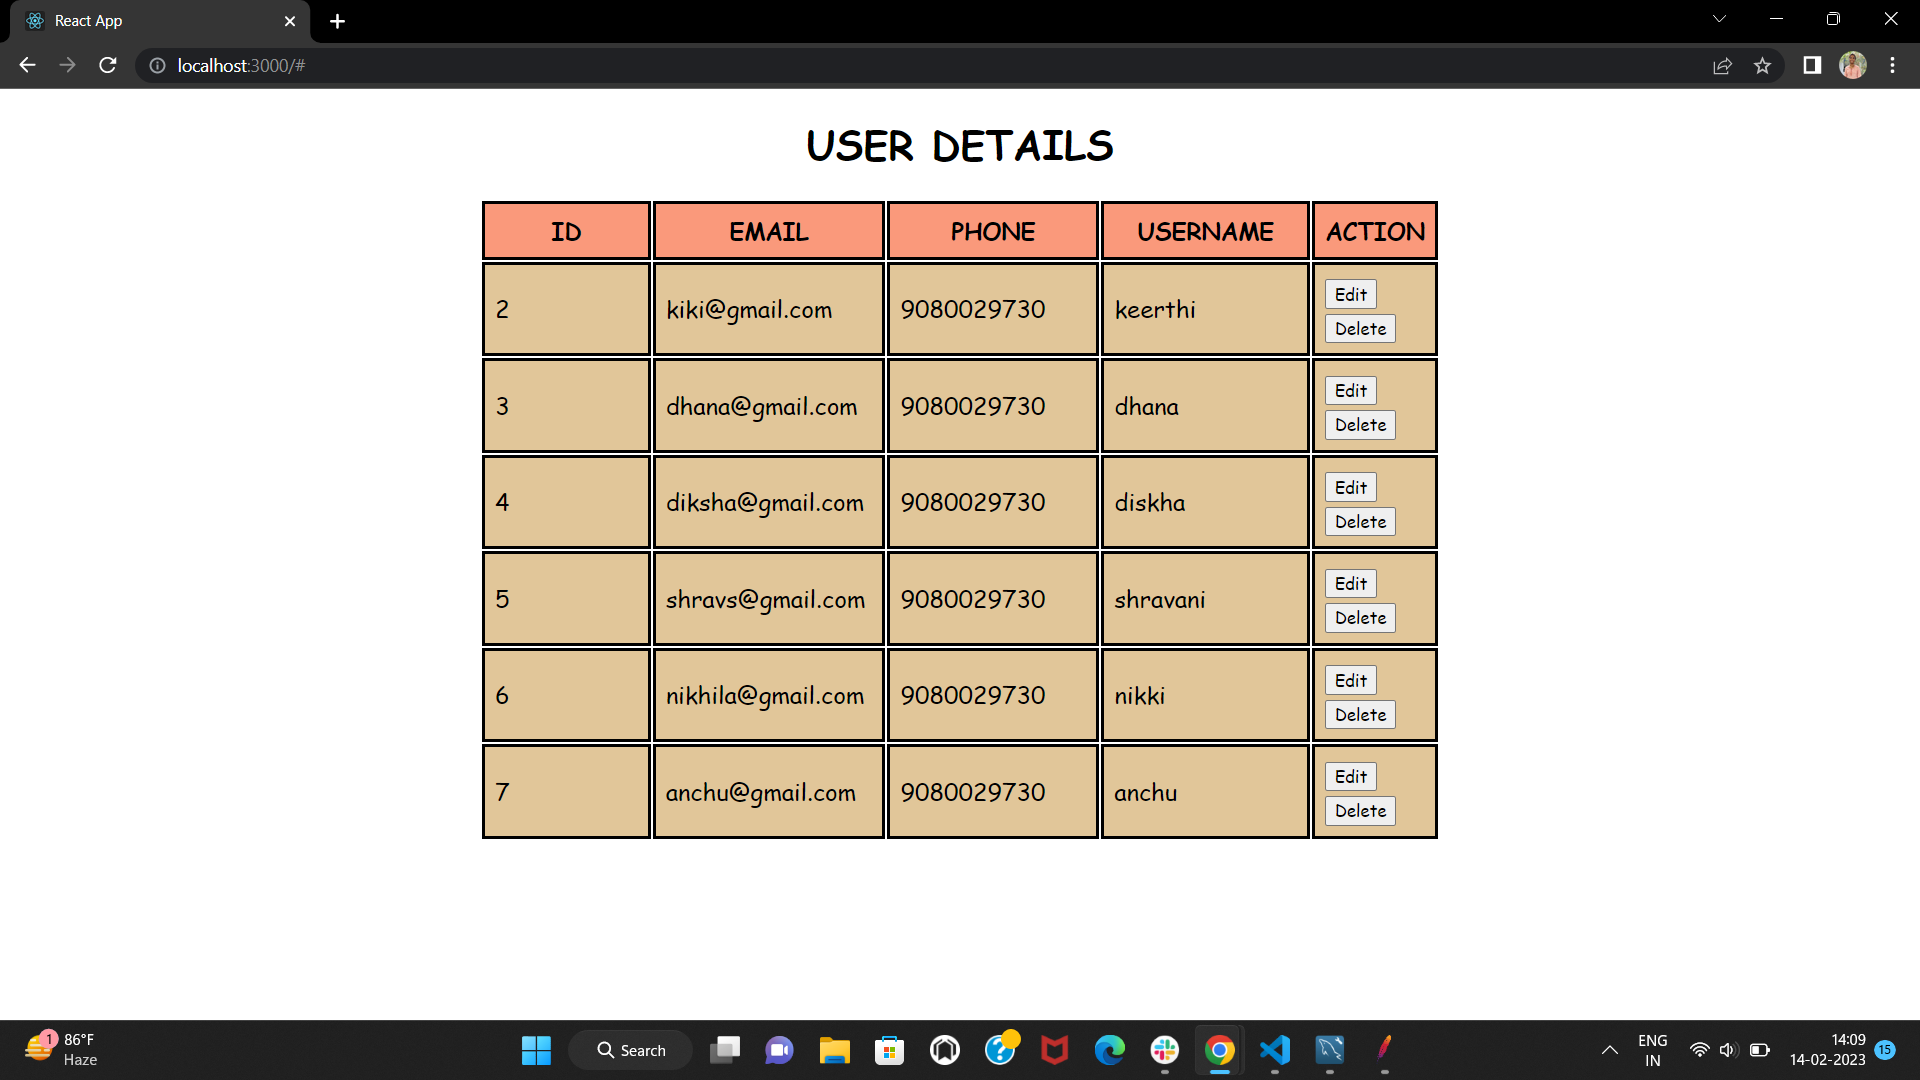 React App
localhost:3000/#
USER DETAILS
ID EMAIL PHONE USERNAME ACTION
2 kiki@gmail.com 9080029730 keerthi Edit
Delete
3 dhana@gmail.com 9080029730 dhana Edit
Delete
4 diksha@gmail.com 9080029730 diskha Edit
Delete
5 shravs@gmail.com 9080029730 shravani Edit
Delete
6 nikhila@gmail.com 9080029730 nikki Edit
Delete
7 anchu@gmail.com 9080029730 anchu Edit
Delete
1 86°F
Haze
Search
ENG
IN
14:09
14-02-2023
15